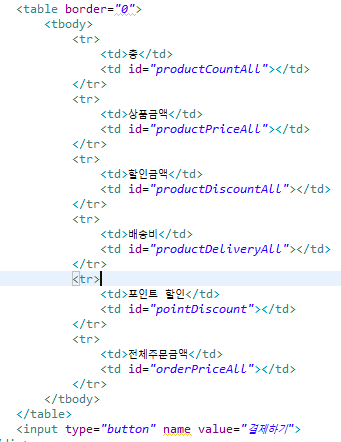 <table border="0">
<tbody>
<tr>
<td>총</td>
<td id="productCountAll"></td>
</tr>
<tr>
<td>상품금액</td>
<td id="productPriceAll"></td>
</tr>
<tr>
<td>할인금액</td>
<td id="productDiscountAll"></td>
</tr>
<tr>
<td>배송비</td>
<td id="productDeliveryAll"></td>
</tr>
<tr>
<td>포인트 할인</td>
<td id="pointDiscount"></td>
</tr>
<tr>
<td>전체주문금액</td>
<td id="orderPriceAll"></td>
</tr>
</tbody>
</table>
<input type="button" name value="결제하기">